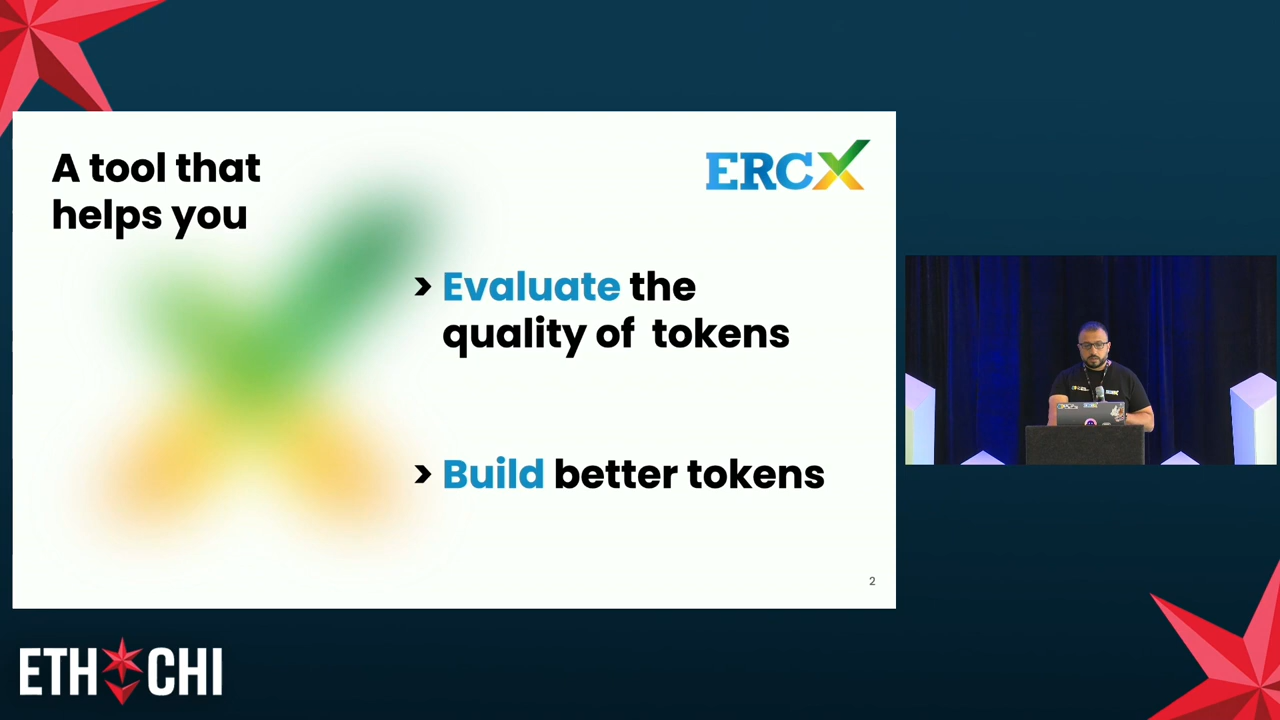 A tool that
helps you
ERCX
> Evaluate the
quality of tokens
> Build better tokens
2
ETH CHI